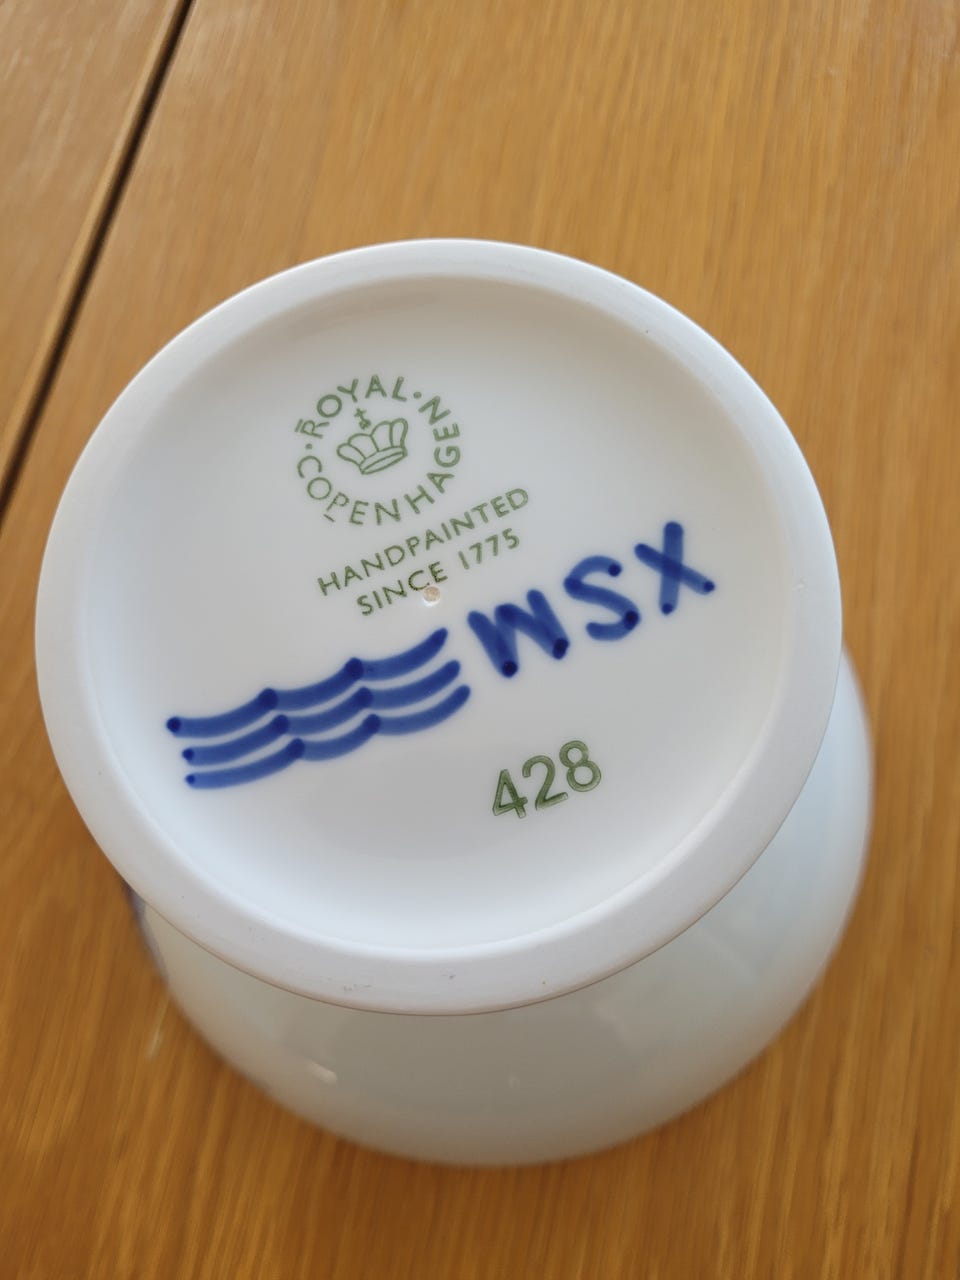 ROYAL · COPENHAGEN ·
HANDPAINTED
SINCE 1775
WSX
428